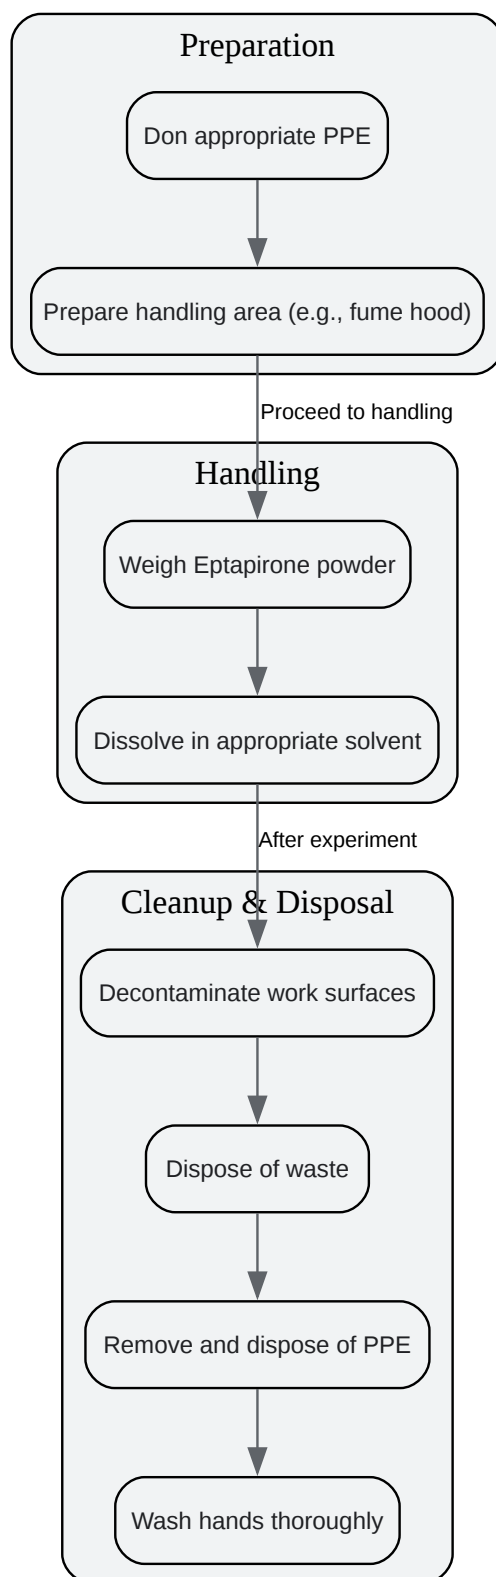 Preparation
Don appropriate PPE
Prepare handling area (e.g., fume hood)
Proceed to handling
Handling
Weigh Eptapirone powder
Dissolve in appropriate solvent
After experiment
Cleanup & Disposal
Decontaminate work surfaces
Dispose of waste
Remove and dispose of PPE
Wash hands thoroughly